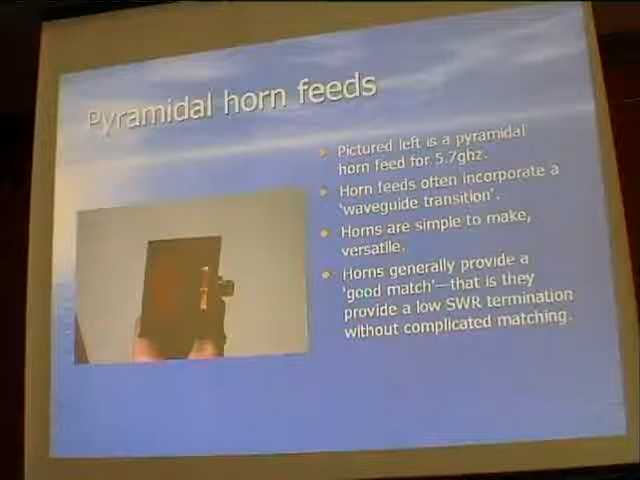 Pyramidal horn feeds
Pictured left is a pyramidal
horn feed for 5.7ghz.
Horn feeds often incorporate a
'waveguide transition'.
Horns are simple to make,
versatile.
Horns generally provide a
'good match'—that is they
provide a low SWR termination
without complicated matching.